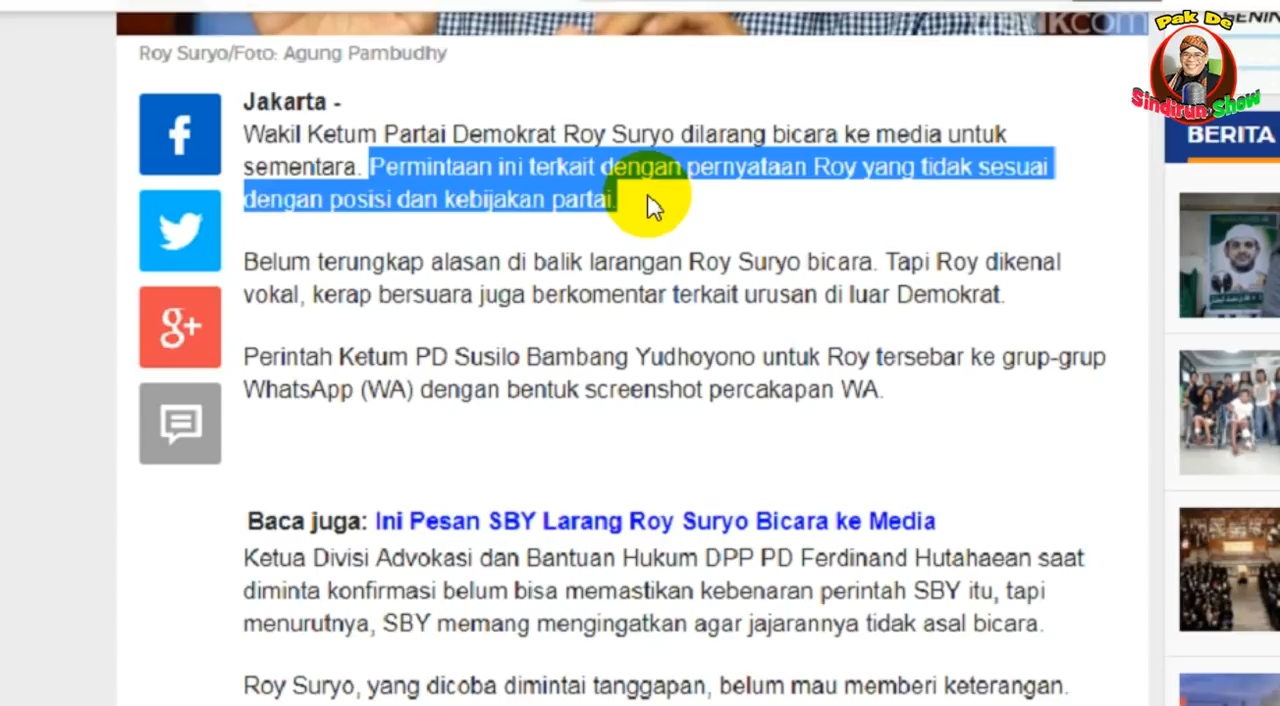 kcom
Pak De
Sindirun Show
Roy Suryo/Foto: Agung Pambudhy
BERITA
Jakarta -
Wakil Ketum Partai Demokrat Roy Suryo dilarang bicara ke media untuk
sementara. Permintaan ini terkait dengan pernyataan Roy yang tidak sesuai
dengan posisi dan kebijakan partai.
Belum terungkap alasan di balik larangan Roy Suryo bicara. Tapi Roy dikenal
vokal, kerap bersuara juga berkomentar terkait urusan di luar Demokrat.
Perintah Ketum PD Susilo Bambang Yudhoyono untuk Roy tersebar ke grup-grup
WhatsApp (WA) dengan bentuk screenshot percakapan WA.
Baca juga: Ini Pesan SBY Larang Roy Suryo Bicara ke Media
Ketua Divisi Advokasi dan Bantuan Hukum DPP PD Ferdinand Hutahaean saat
diminta konfirmasi belum bisa memastikan kebenaran perintah SBY itu, tapi
menurutnya, SBY memang mengingatkan agar jajarannya tidak asal bicara.
Roy Suryo, yang dicoba dimintai tanggapan, belum mau memberi keterangan.